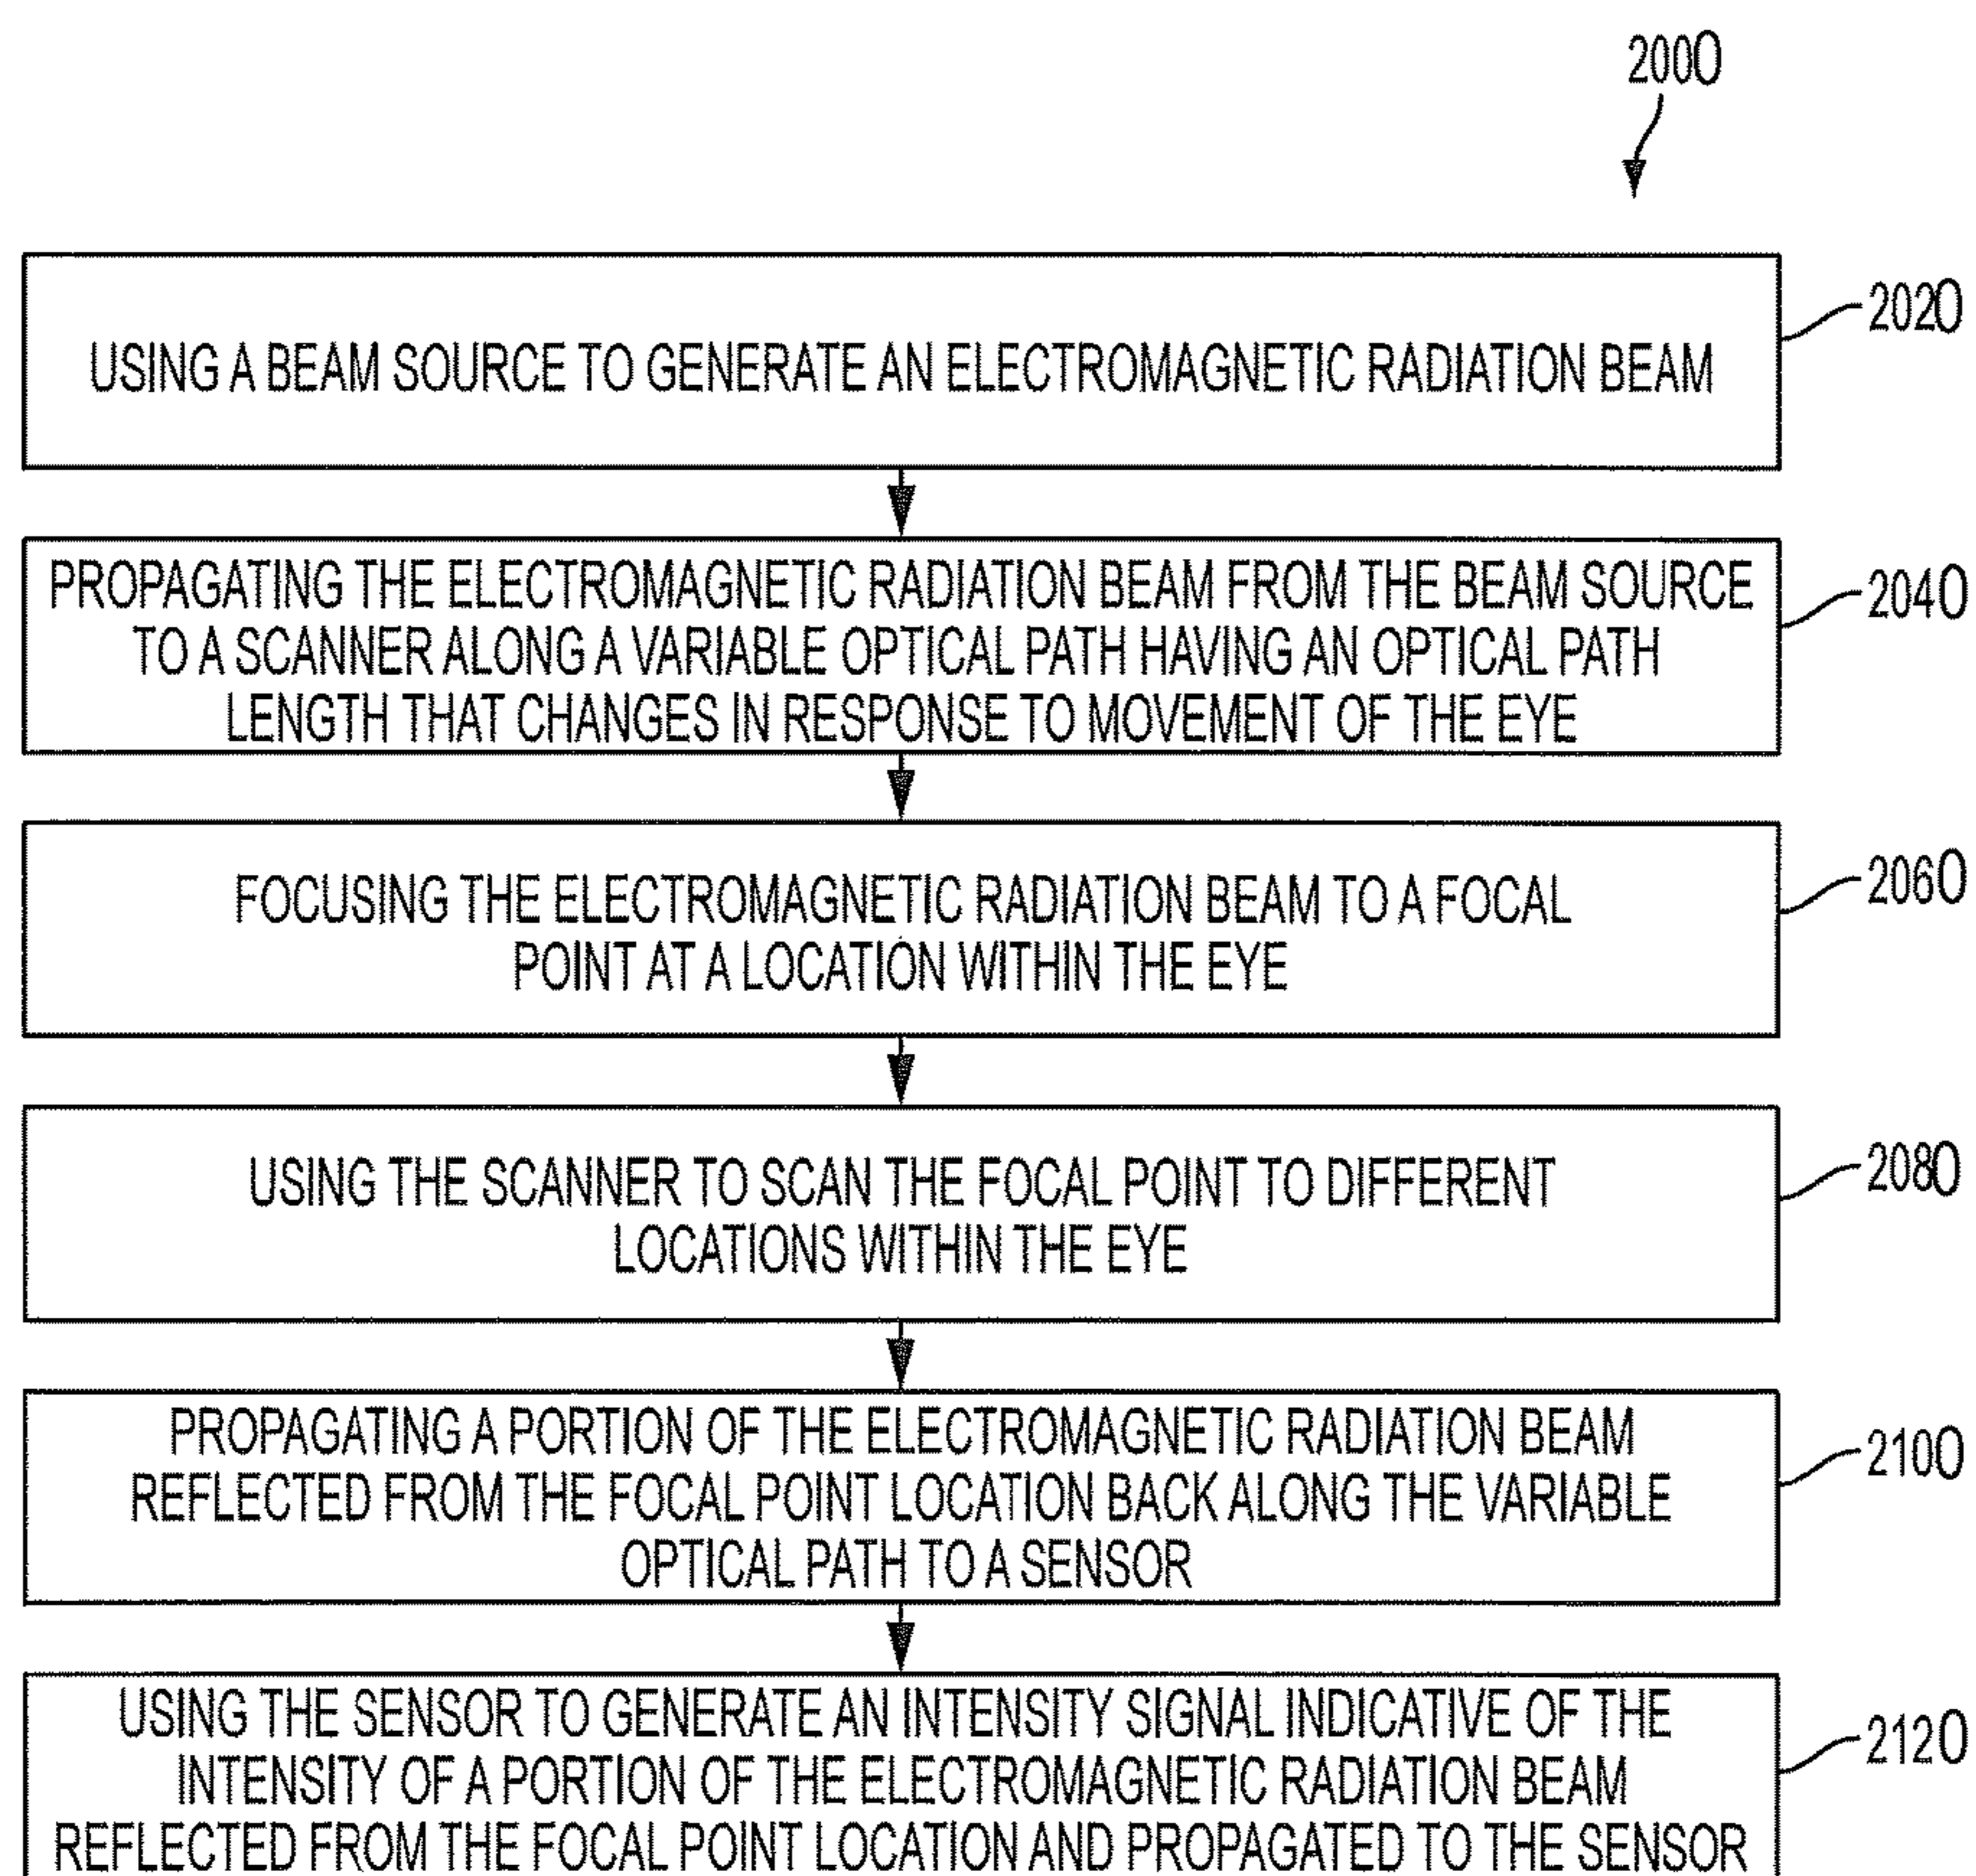 2000
USING A BEAM SOURCE TO GENERATE AN ELECTROMAGNETIC RADIATION BEAM
2020
PROPAGATING THE ELECTROMAGNETIC RADIATION BEAM FROM THE BEAM SOURCE
TO A SCANNER ALONG A VARIABLE OPTICAL PATH HAVING AN OPTICAL PATH
LENGTH THAT CHANGES IN RESPONSE TO MOVEMENT OF THE EYE
2040
FOCUSING THE ELECTROMAGNETIC RADIATION BEAM TO A FOCAL
POINT AT A LOCATION WITHIN THE EYE
2060
USING THE SCANNER TO SCAN THE FOCAL POINT TO DIFFERENT
LOCATIONS WITHIN THE EYE
2080
PROPAGATING A PORTION OF THE ELECTROMAGNETIC RADIATION BEAM
REFLECTED FROM THE FOCAL POINT LOCATION BACK ALONG THE VARIABLE
OPTICAL PATH TO A SENSOR
2100
USING THE SENSOR TO GENERATE AN INTENSITY SIGNAL INDICATIVE OF THE
INTENSITY OF A PORTION OF THE ELECTROMAGNETIC RADIATION BEAM
REFLECTED FROM THE FOCAL POINT LOCATION AND PROPAGATED TO THE SENSOR
2120